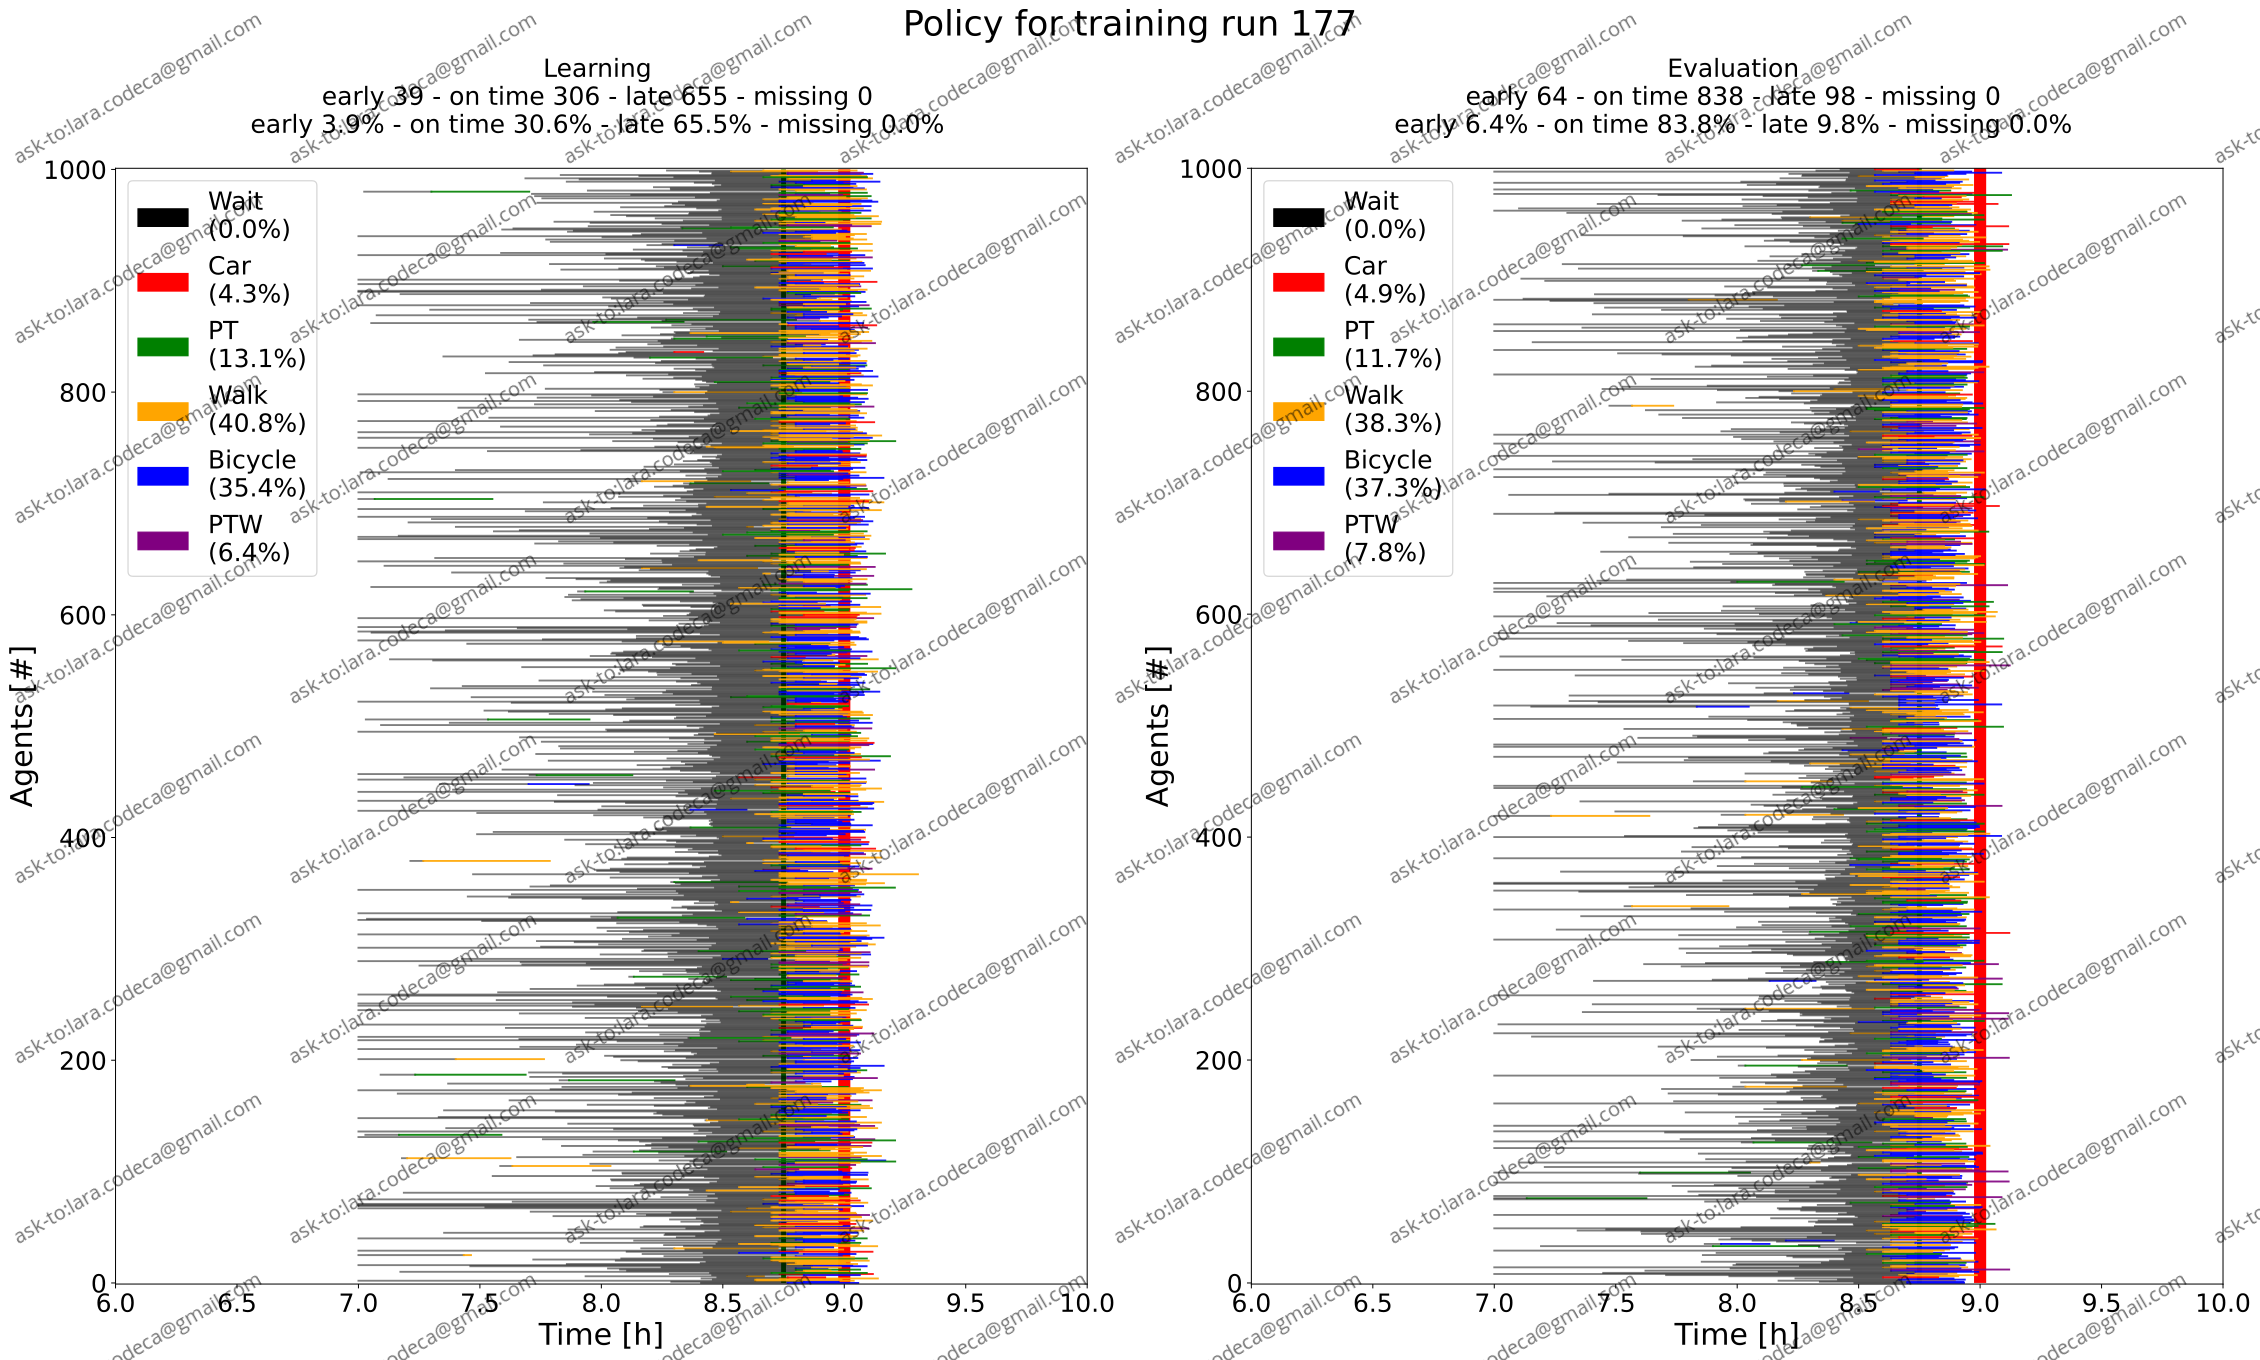 Policy for training run 177
Learning
early 39 - on time 306 - late 655 - missing 0
early 3.9% - on time 30.6% - late 65.5% - missing 0.0%
Wait
(0.0%)
Car
(4.3%)
PT
(13.1%)
Walk
(40.8%)
Bicycle
(35.4%)
PTW
(6.4%)
1000
800
600
400
200
0
Agents [#]
6.0 6.5 7.0 7.5 8.0 8.5 9.0 9.5 10.0
Time [h]
Evaluation
early 64 - on time 838 - late 98 - missing 0
early 6.4% - on time 83.8% - late 9.8% - missing 0.0%
Wait
(0.0%)
Car
(4.9%)
PT
(11.7%)
Walk
(38.3%)
Bicycle
(37.3%)
PTW
(7.8%)
1000
800
600
400
200
0
Agents [#]
6.0 6.5 7.0 7.5 8.0 8.5 9.0 9.5 10.0
Time [h]
ask-to:lara.codeca@gmail.com